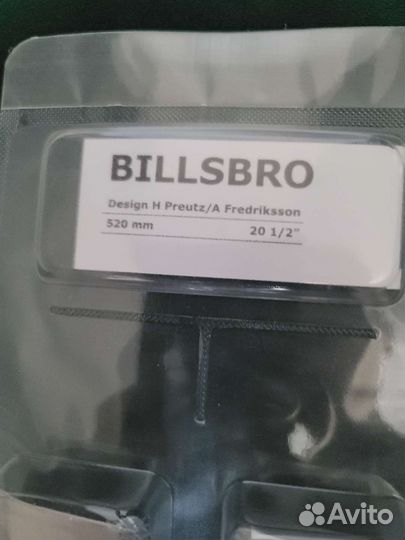 BILLSBRO
Design H Preutz/A Fredriksson
520 mm 20 1/2"
Avito